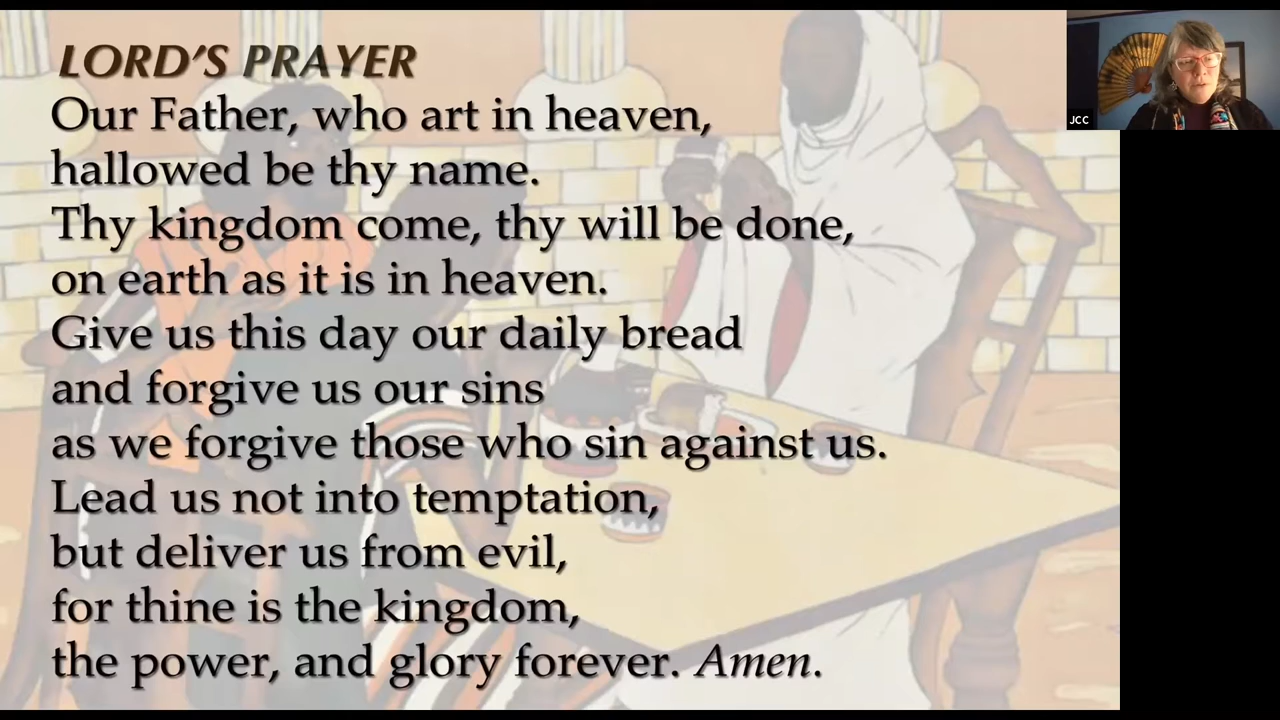 LORD'S PRAYER
Our Father, who art in heaven,
hallowed be thy name.
Thy kingdom come, thy will be done,
on earth as it is in heaven.
Give us this day our daily bread
and forgive us our sins
as we forgive those who sin against us.
Lead us not into temptation,
but deliver us from evil,
for thine is the kingdom,
the power, and glory forever. Amen.
JCC